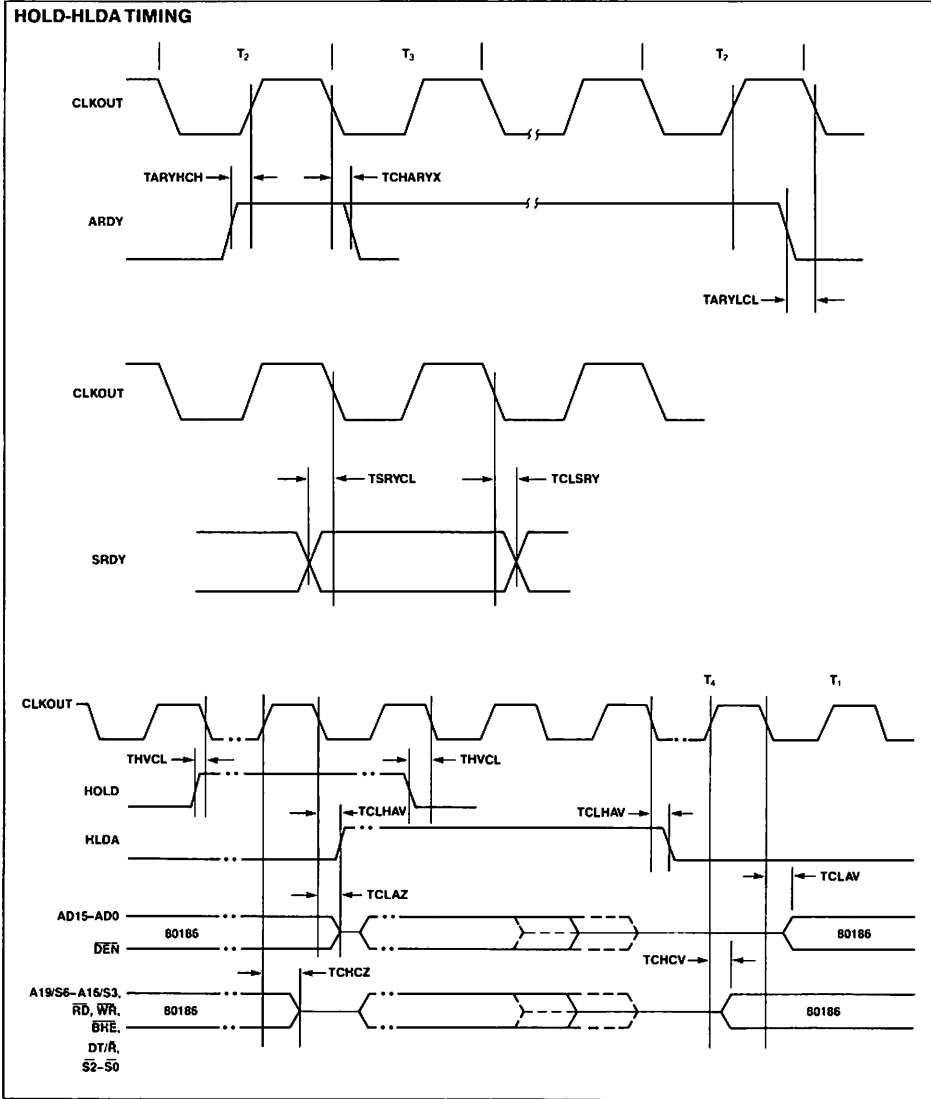 HOLD-HLDA TIMING
T2 T3 T?
CLKOUT
TARYHCH TCHARYX
ARDY
TARYLCL
CLKOUT
TSRYCL TCLSRY
SRDY
T4 T1
CLKOUT
THVCL THVCL
HOLD
TCLHAV TCLHAV
HLDA
TCLAZ TCLAV
AD15–AD0
80186 80186
DEN
TCHCZ TCHCV
A19/S6–A16/S3,
RD, WR, 80186 80186
BHE,
DT/R,
S2–S0